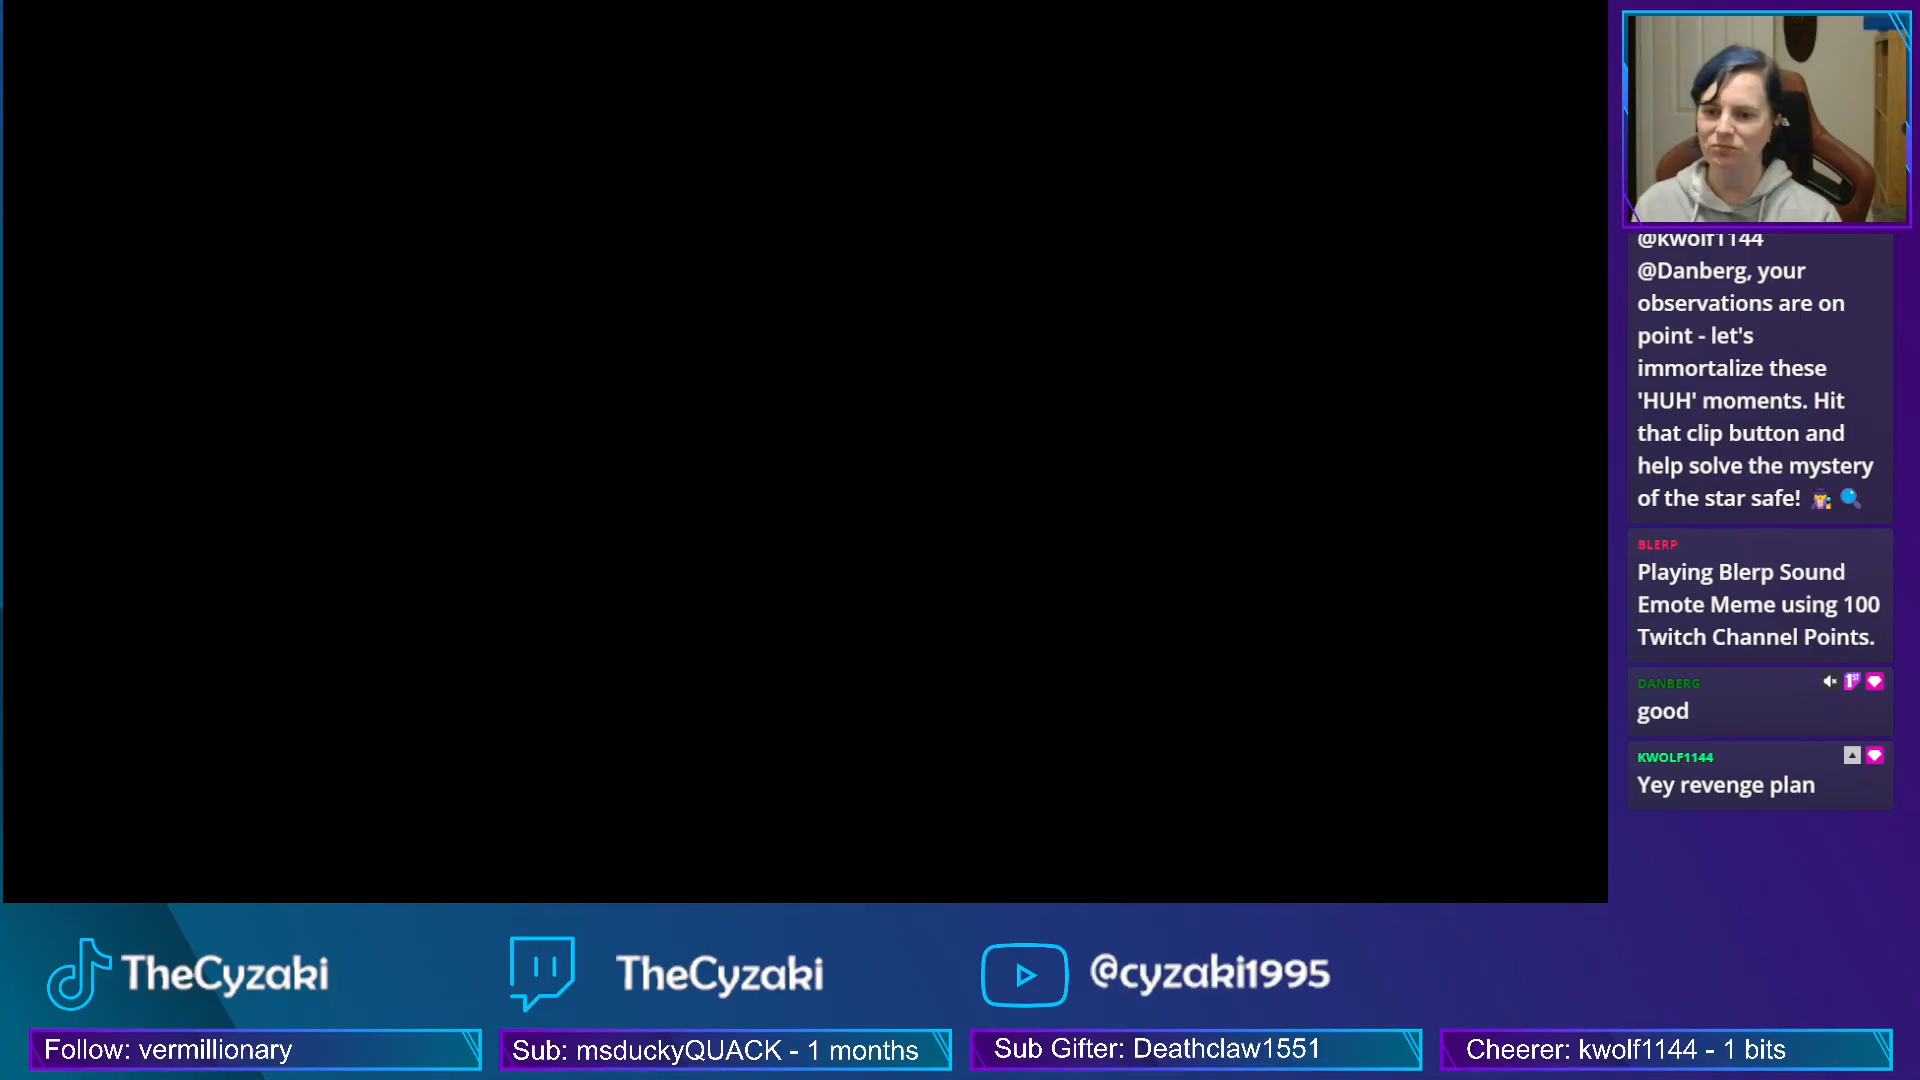 @kwolf1144
@Danberg, your
observations are on
point - let's
immortalize these
'HUH' moments. Hit
that clip button and
help solve the mystery
of the star safe!
BLERP
Playing Blerp Sound
Emote Meme using 100
Twitch Channel Points.
DANBERG
1ST
good
KWOLF1144
Yey revenge plan
TheCyzaki
TheCyzaki
@cyzaki1995
Follow: vermillionary
Sub: msduckyQUACK - 1 months
Sub Gifter: Deathclaw1551
Cheerer: kwolf1144 - 1 bits